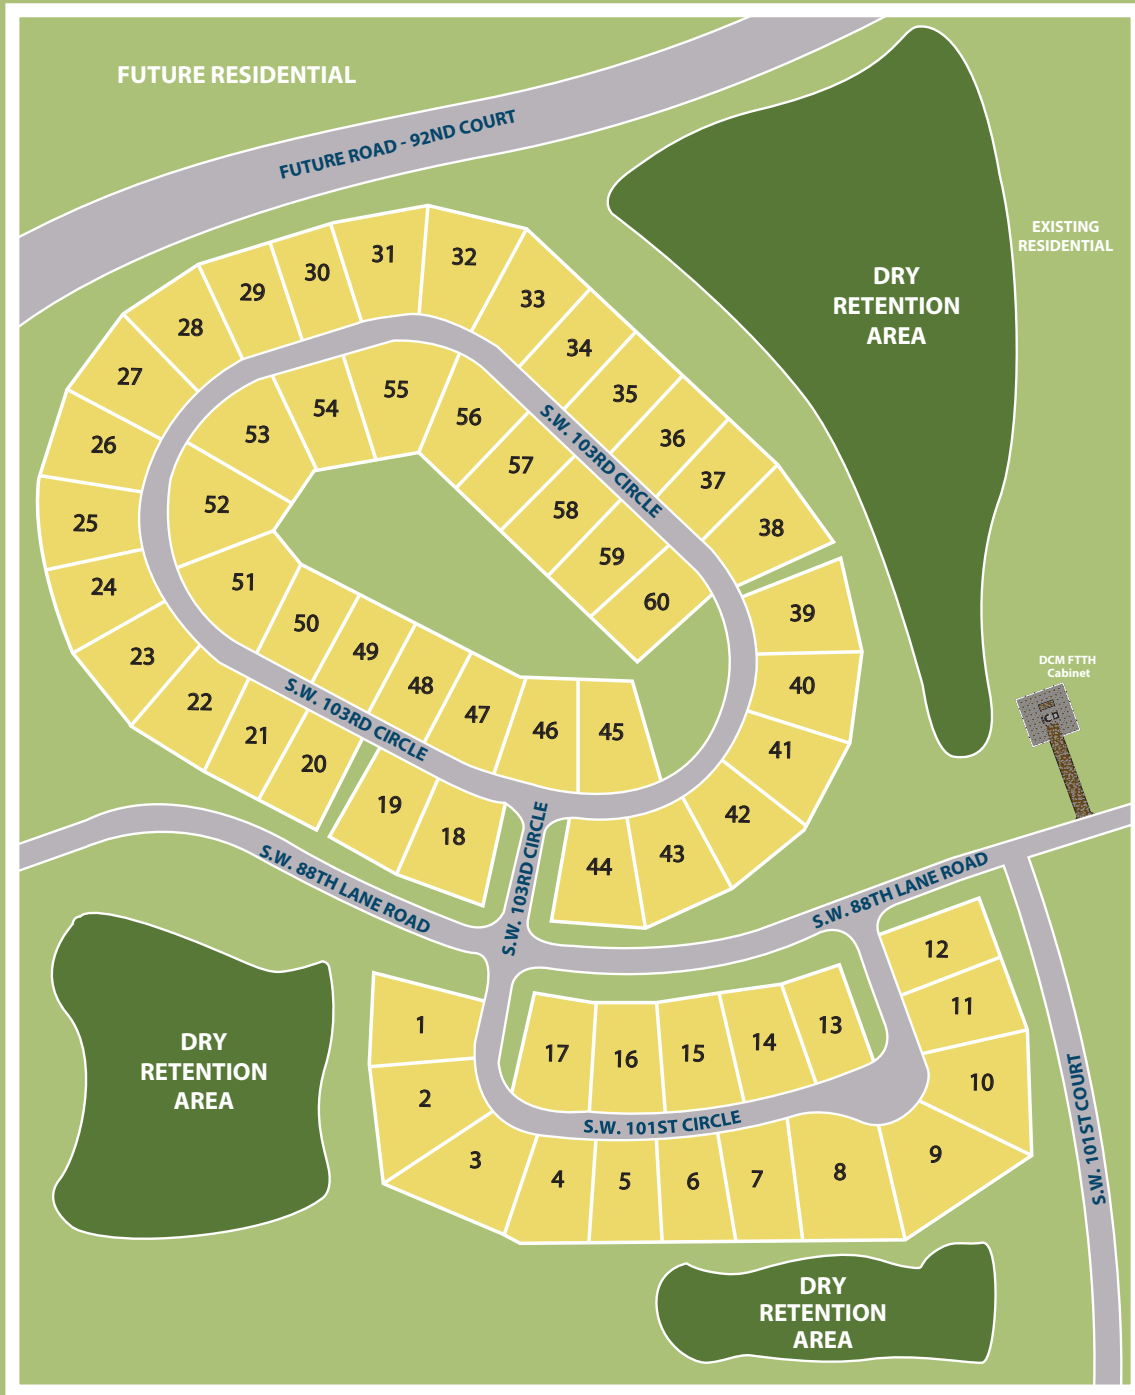 FUTURE RESIDENTIAL
FUTURE ROAD - 92ND COURT
EXISTING
RESIDENTIAL
DRY
RETENTION
AREA
31
32
30
29
33
28
34
27
35
55
54
56
53
36
26
S.W. 103RD CIRCLE
57
37
52
58
25
38
59
51
24
60
39
50
49
23
48
40
22
47
46
45
21
41
S.W. 103RD CIRCLE
20
19
42
18
43
44
S.W. 103RD CIRCLE
DCM FTTH
Cabinet
S.W. 88TH LANE ROAD
S.W. 88TH LANE ROAD
12
11
1
13
14
17
16
15
10
2
DRY
RETENTION
AREA
S.W. 101ST CIRCLE
3
4
5
6
7
8
9
S.W. 101ST COURT
DRY
RETENTION
AREA